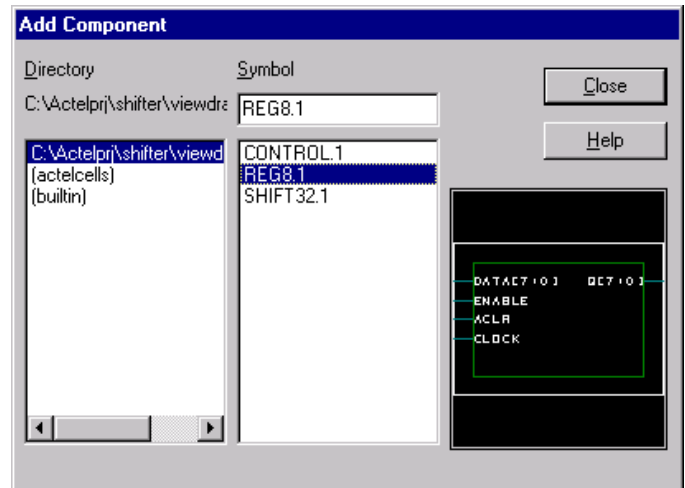 Add Component
Directory
Symbol
Close
C:\Actelprj\shifter\viewdra
REG8.1
Help
C:\Actelprj\shifter\viewd
(actelcells)
(builtin)
CONTROL.1
REG8.1
SHIFT32.1
DATA[7:0] Q[7:0]
ENABLE
ACLR
CLOCK